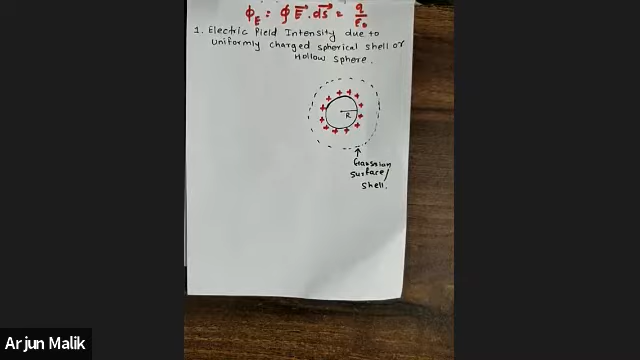 ϕE = ∮ E⃗ . ds⃗ = q/ε₀
1. Electric Field Intensity due to
uniformly charged spherical shell or
Hollow Sphere.
+ + + + + + + + + + + +
R
Gaussian
Surface/
Shell.
Arjun Malik